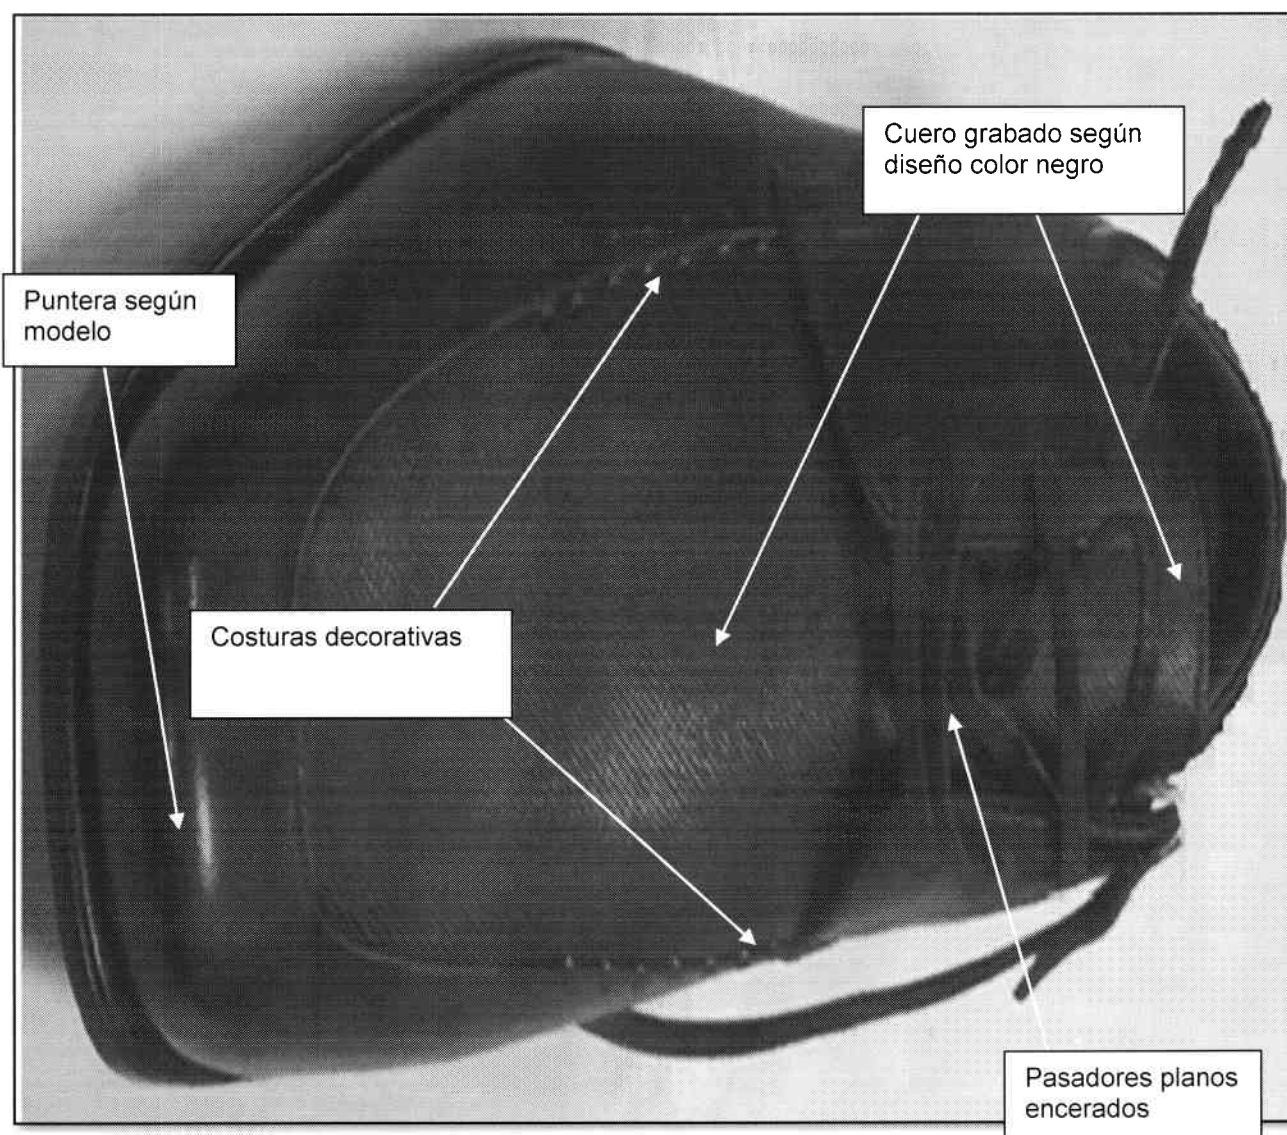 Cuero grabado según
diseño color negro
Puntera según
modelo
Costuras decorativas
Pasadores planos
encerados